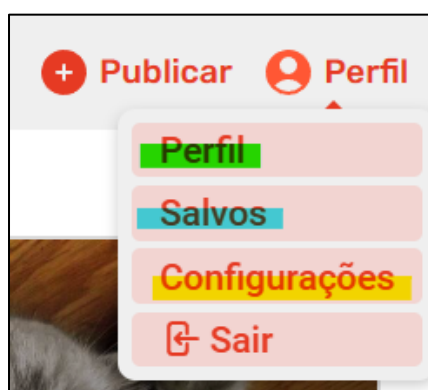 Publicar Perfil
Perfil
Salvos
Configurações
Sair